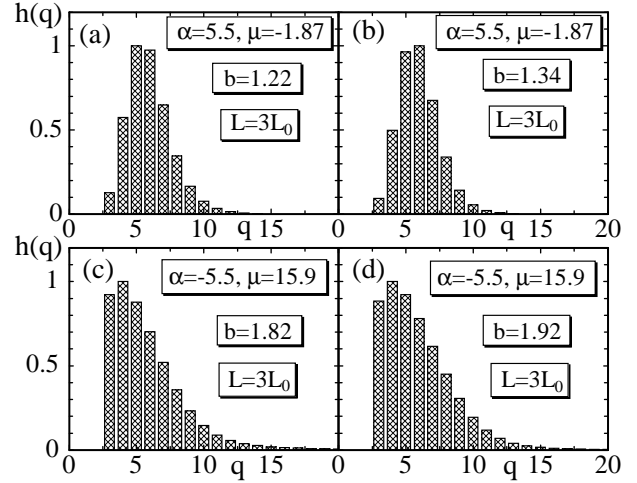 h(q)
(a)
α=5.5, μ=-1.87
b=1.22
L=3L₀
(b)
α=5.5, μ=-1.87
b=1.34
L=3L₀
1
0.5
0
0 5 q 10 15
0 5 q 10 15 20
h(q)
(c)
α=-5.5, μ=15.9
b=1.82
L=3L₀
(d)
α=-5.5, μ=15.9
b=1.92
L=3L₀
1
0.5
0
0 5 10 q 15
0 5 10 q 15 20